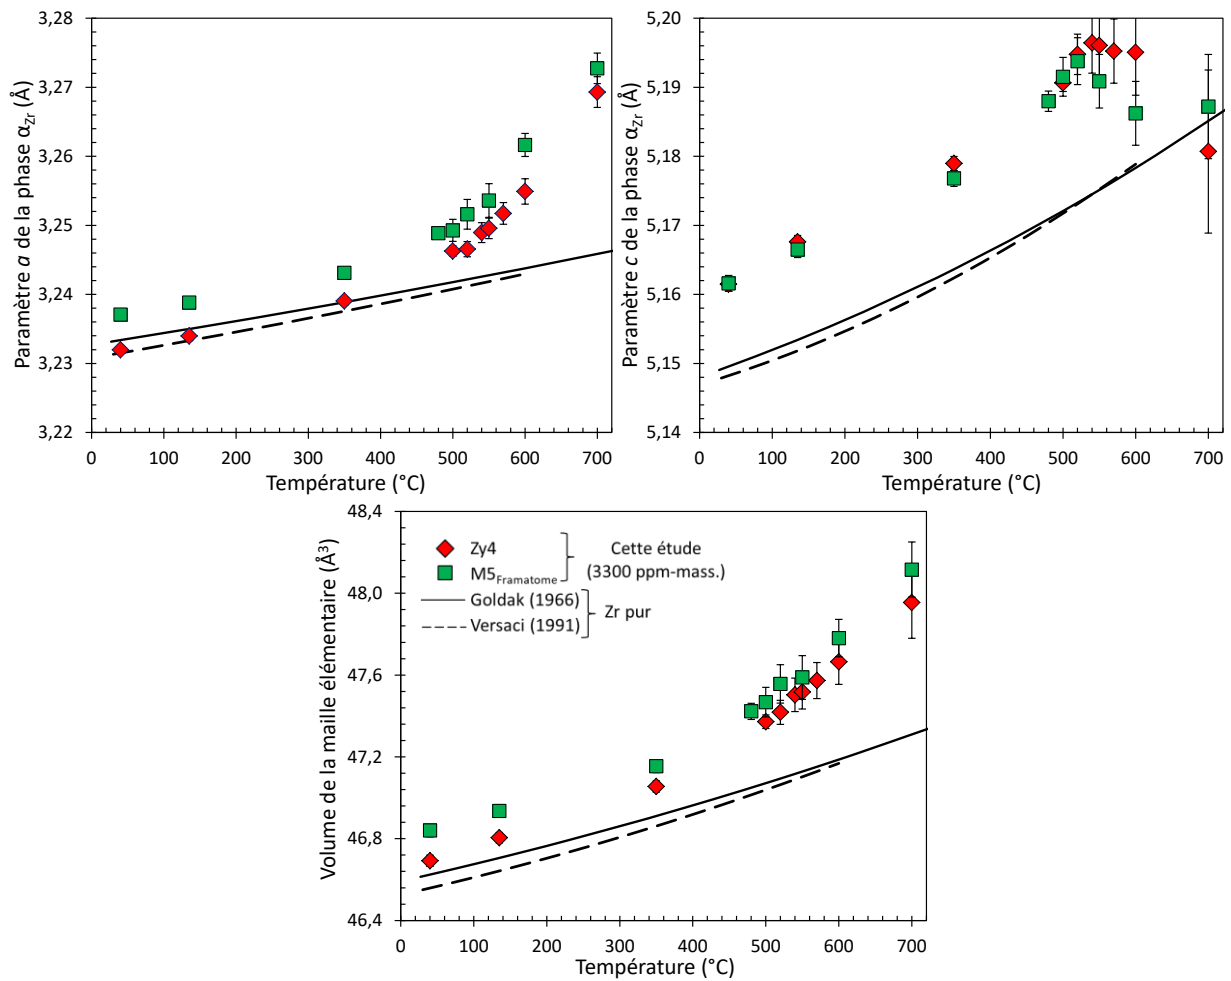 3,28
3,27
3,26
3,25
3,24
3,23
3,22
Paramètre a de la phase αZr (Å)
0 100 200 300 400 500 600 700
Température (°C)
5,20
5,19
5,18
5,17
5,16
5,15
5,14
Paramètre c de la phase αZr (Å)
0 100 200 300 400 500 600 700
Température (°C)
48,4
48,0
47,6
47,2
46,8
46,4
Volume de la maille élémentaire (Å³)
Zy4
M5Framatome
Cette étude
(3300 ppm-mass.)
Goldak (1966)
Versaci (1991)
Zr pur
0 100 200 300 400 500 600 700
Température (°C)